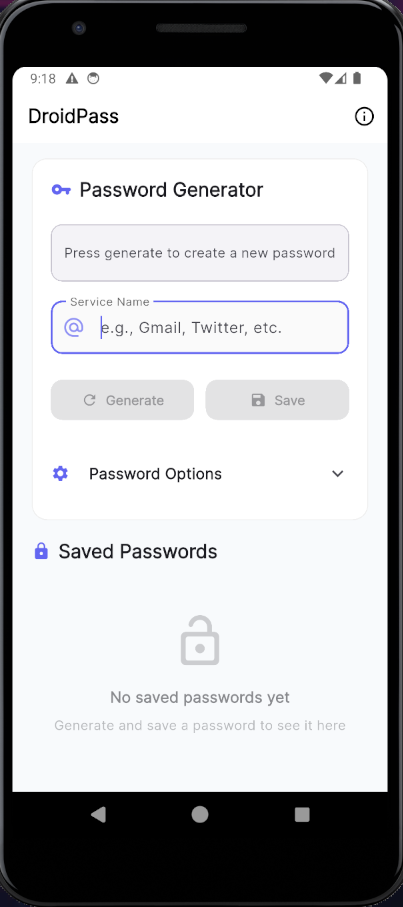 9:18
DroidPass
Password Generator
Press generate to create a new password
Service Name
e.g., Gmail, Twitter, etc.
Generate
Save
Password Options
Saved Passwords
No saved passwords yet
Generate and save a password to see it here